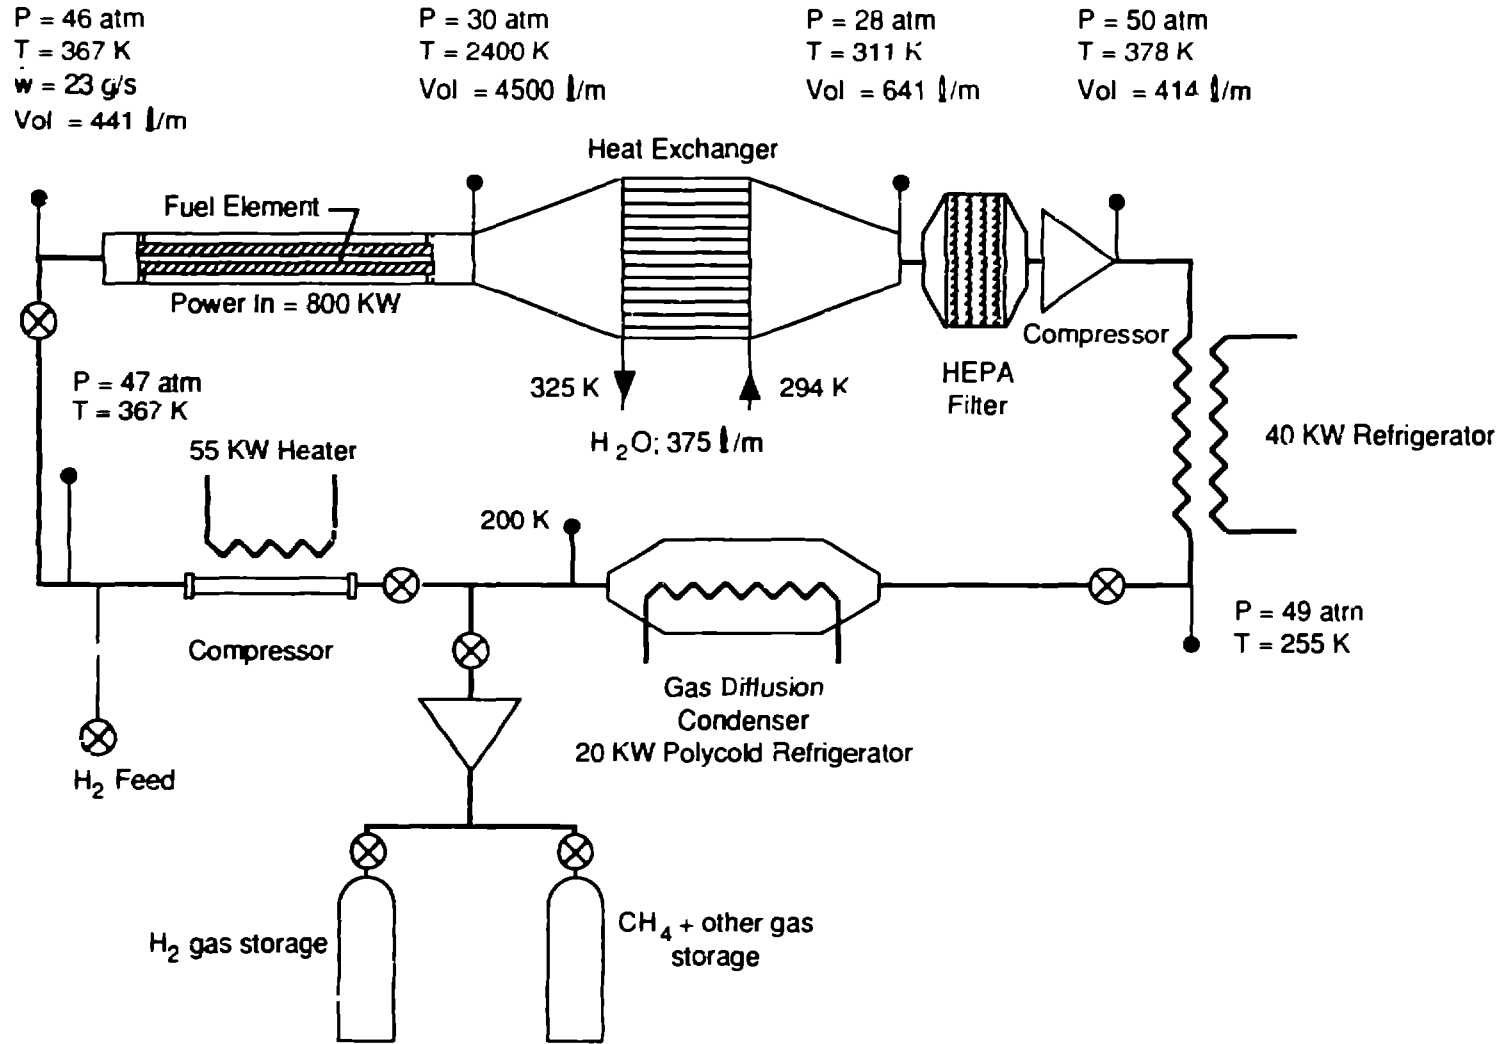 P = 46 atm
T = 367 K
ẇ = 23 g/s
Vol = 441 l/m
P = 30 atm
T = 2400 K
Vol = 4500 l/m
P = 28 atm
T = 311 K
Vol = 641 l/m
P = 50 atm
T = 378 K
Vol = 414 l/m
Heat Exchanger
Fuel Element
Power In = 800 KW
Compressor
HEPA
Filter
325 K
294 K
H₂O; 375 l/m
P = 47 atm
T = 367 K
55 KW Heater
40 KW Refrigerator
200 K
P = 49 atm
T = 255 K
Compressor
Gas Diffusion
Condenser
20 KW Polycold Refrigerator
H₂ Feed
H₂ gas storage
CH₄ + other gas
storage